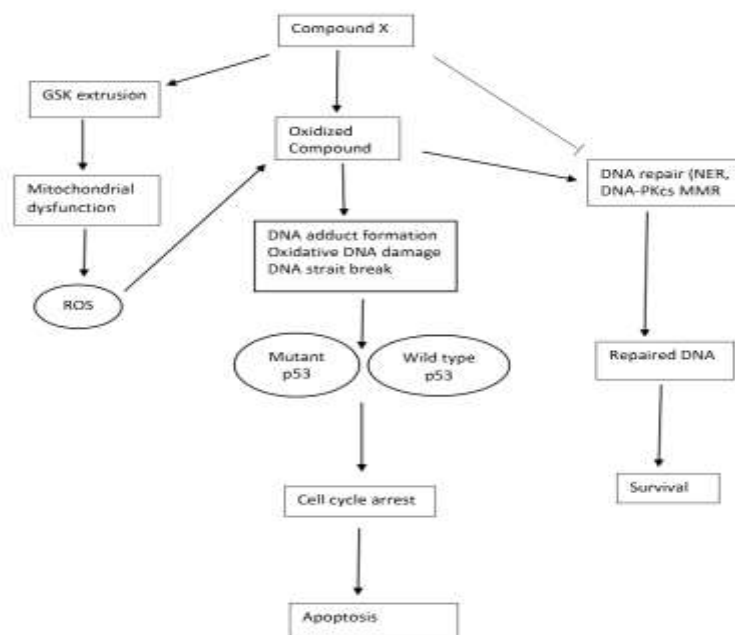 Compound X
GSK extrusion
Oxidized
Compound
DNA repair (NER,
DNA-PKcs MMR
Mitochondrial
dysfunction
DNA adduct formation
Oxidative DNA damage
DNA strait break
ROS
Mutant
p53
Wild type
p53
Repaired DNA
Cell cycle arrest
Survival
Apoptosis